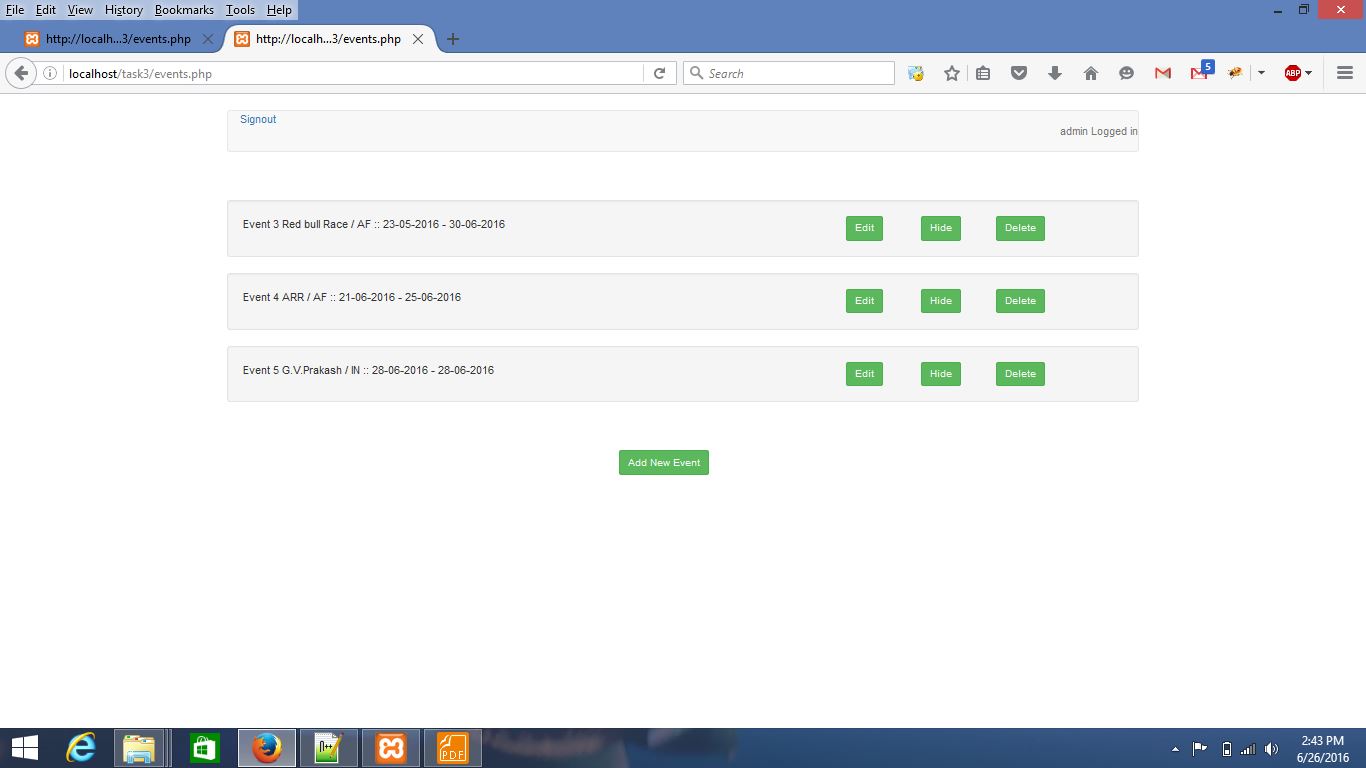 File Edit View History Bookmarks Tools Help
http://localh...3/events.php http://localh...3/events.php
localhost/task3/events.php Search 5 ABP
Signout
admin Logged in
Event 3 Red bull Race / AF :: 23-05-2016 - 30-06-2016 Edit Hide Delete
Event 4 ARR / AF :: 21-06-2016 - 25-06-2016 Edit Hide Delete
Event 5 G.V.Prakash / IN :: 28-06-2016 - 28-06-2016 Edit Hide Delete
Add New Event
PDF
2:43 PM
6/26/2016